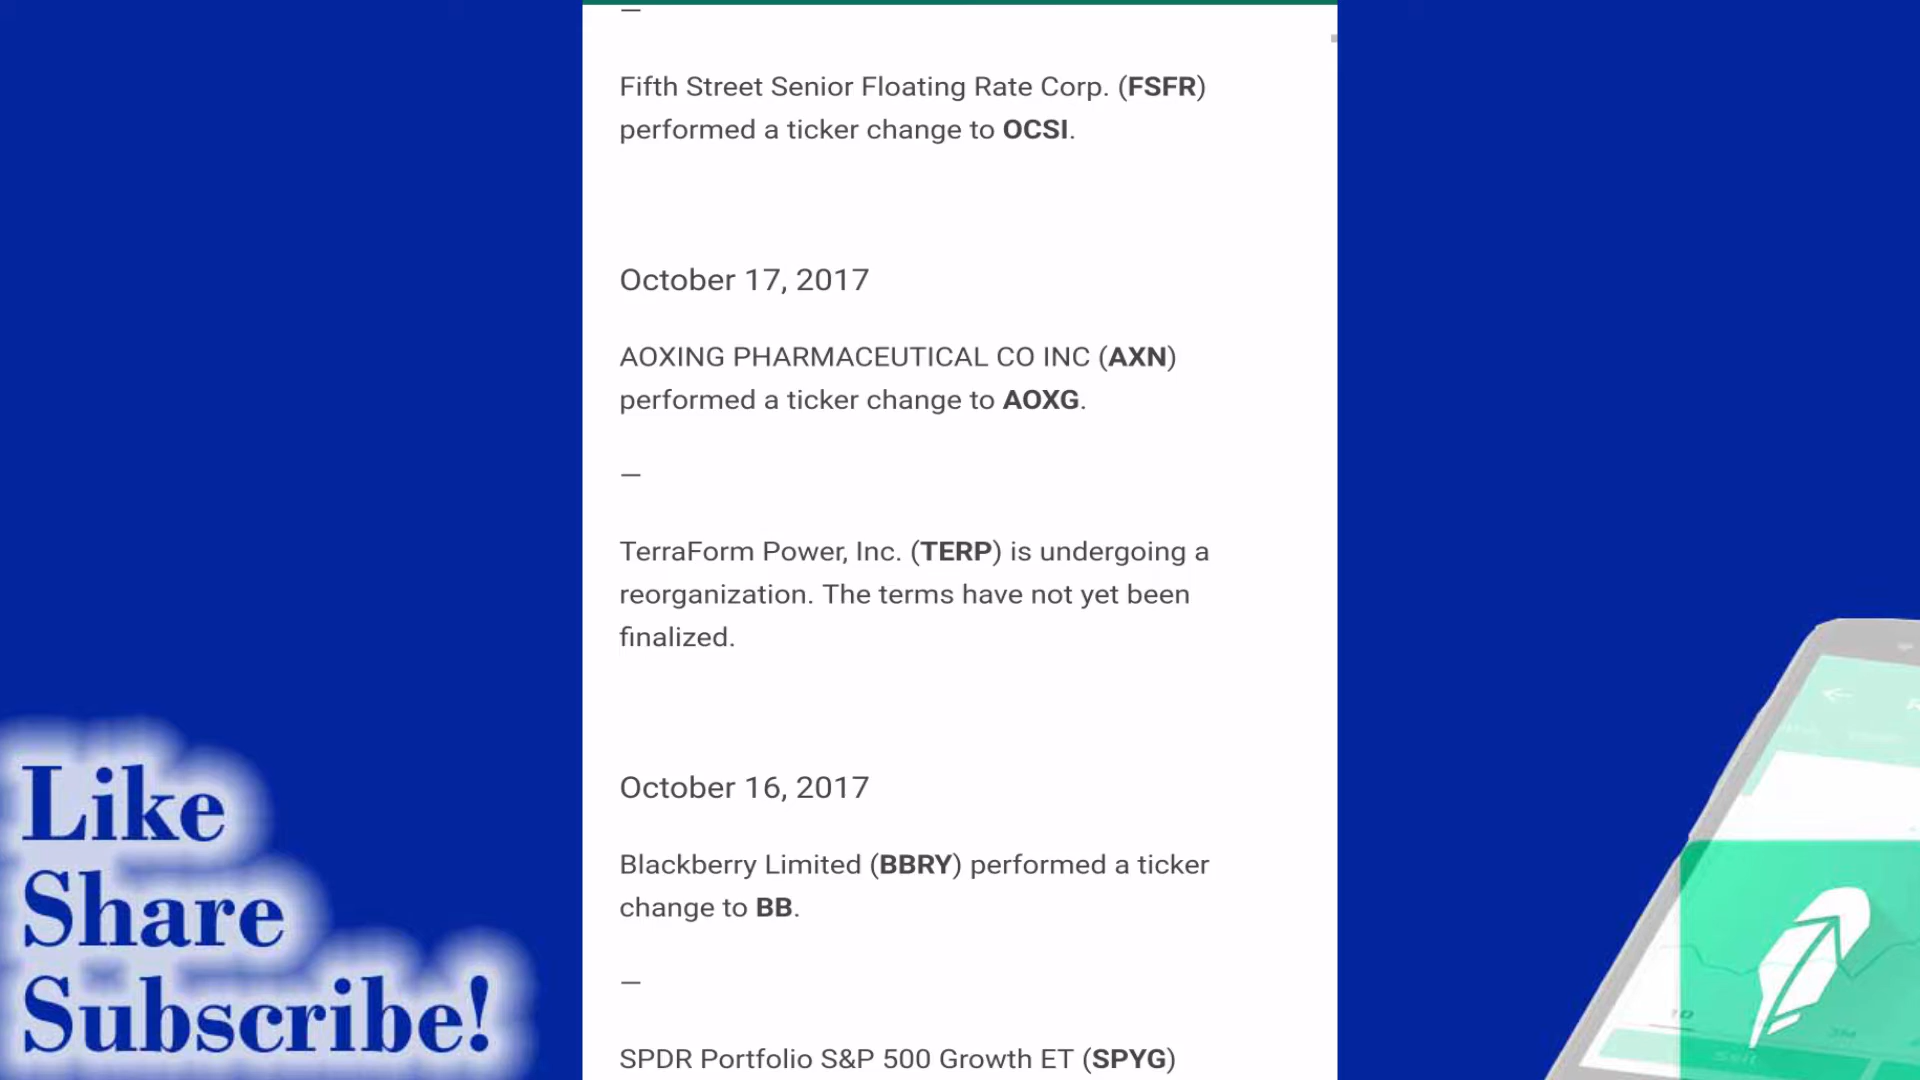 —
Fifth Street Senior Floating Rate Corp. (FSFR)
performed a ticker change to OCSI.
October 17, 2017
AOXING PHARMACEUTICAL CO INC (AXN)
performed a ticker change to AOXG.
—
TerraForm Power, Inc. (TERP) is undergoing a
reorganization. The terms have not yet been
finalized.
October 16, 2017
Blackberry Limited (BBRY) performed a ticker
change to BB.
—
SPDR Portfolio S&P 500 Growth ET (SPYG)
Like
Share
Subscribe!
1D
3M
Sell